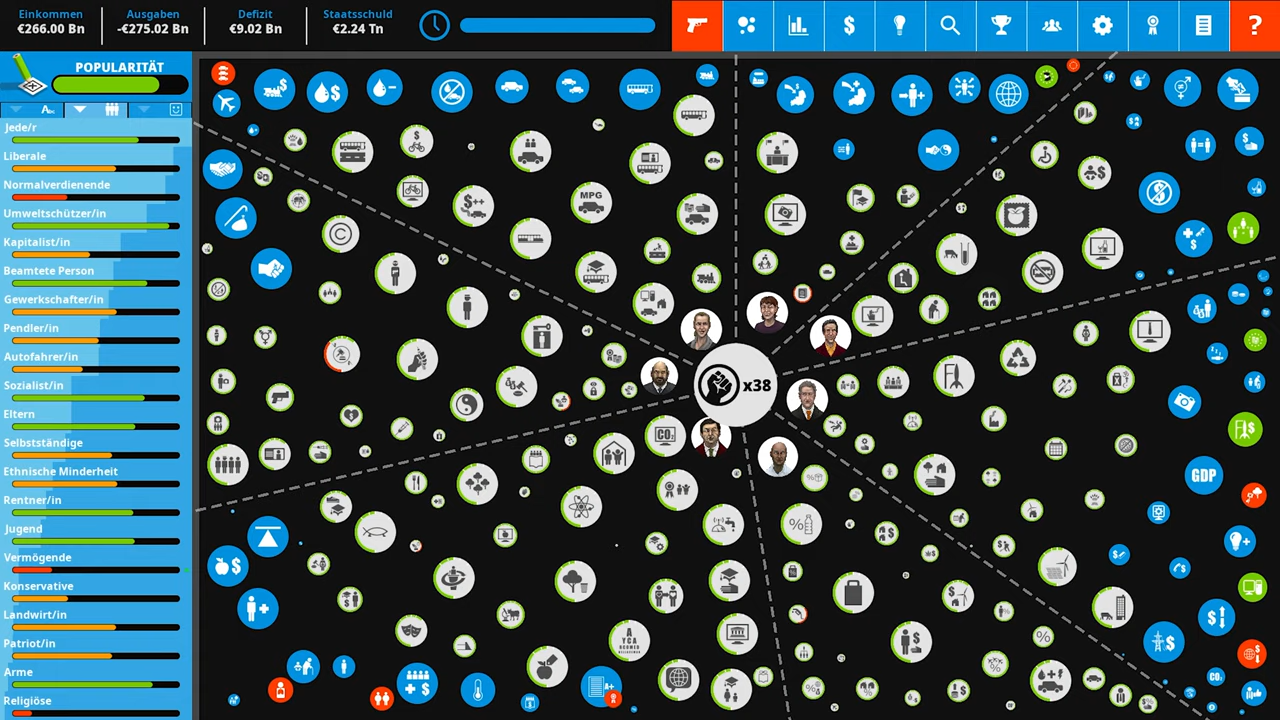 Einkommen
€266.00 Bn
Ausgaben
-€275.02 Bn
Defizit
€9.02 Bn
Staatsschuld
€2.24 Tn
?
POPULARITÄT
Jede/r
Liberale
Normalverdienende
Umweltschützer/in
Kapitalist/in
Beamtete Person
Gewerkschafter/in
Pendler/in
Autofahrer/in
Sozialist/in
Eltern
Selbstständige
Ethnische Minderheit
Rentner/in
Jugend
Vermögende
Konservative
Landwirt/in
Patriot/in
Arme
Religiöse
MPG
x38
CO₂
GDP